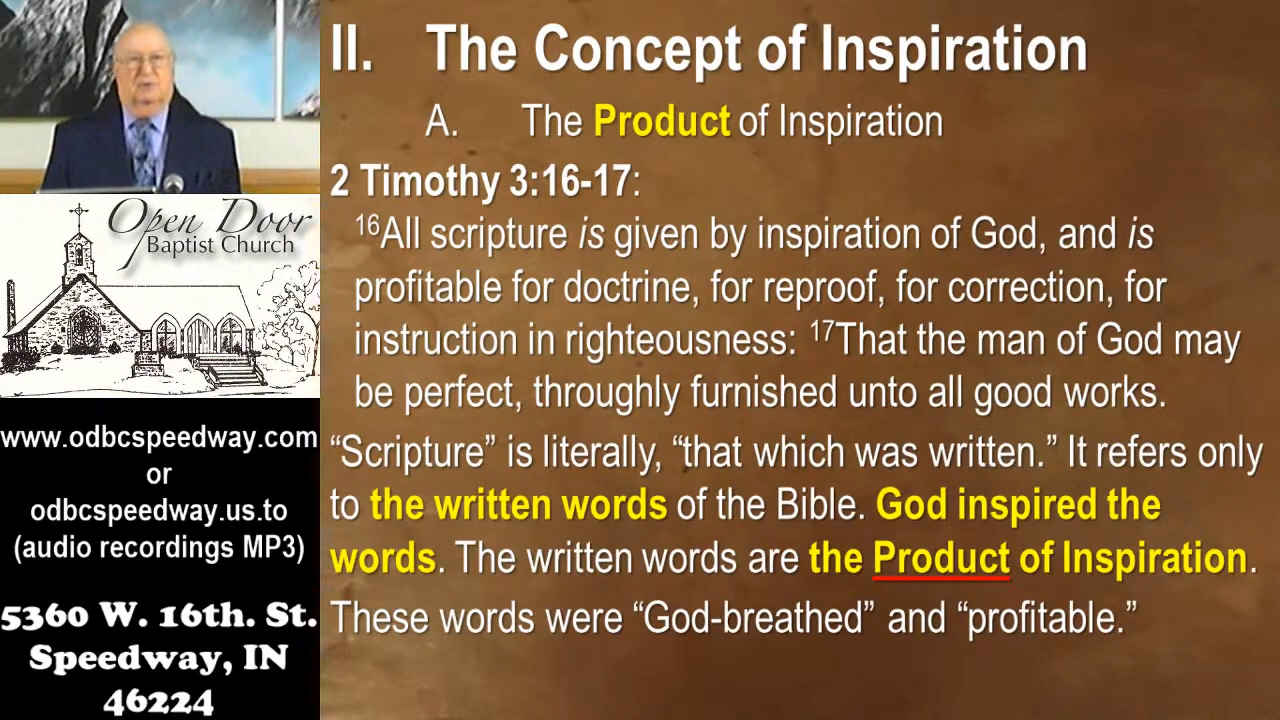 II. The Concept of Inspiration
A. The Product of Inspiration
2 Timothy 3:16-17:
16All scripture is given by inspiration of God, and is
profitable for doctrine, for reproof, for correction, for
instruction in righteousness: 17That the man of God may
be perfect, throughly furnished unto all good works.
“Scripture” is literally, “that which was written.” It refers only
to the written words of the Bible. God inspired the
words. The written words are the Product of Inspiration.
These words were “God-breathed” and “profitable.”
Open Door
Baptist Church
www.odbcspeedway.com
or
odbcspeedway.us.to
(audio recordings MP3)
5360 W. 16th. St.
Speedway, IN
46224